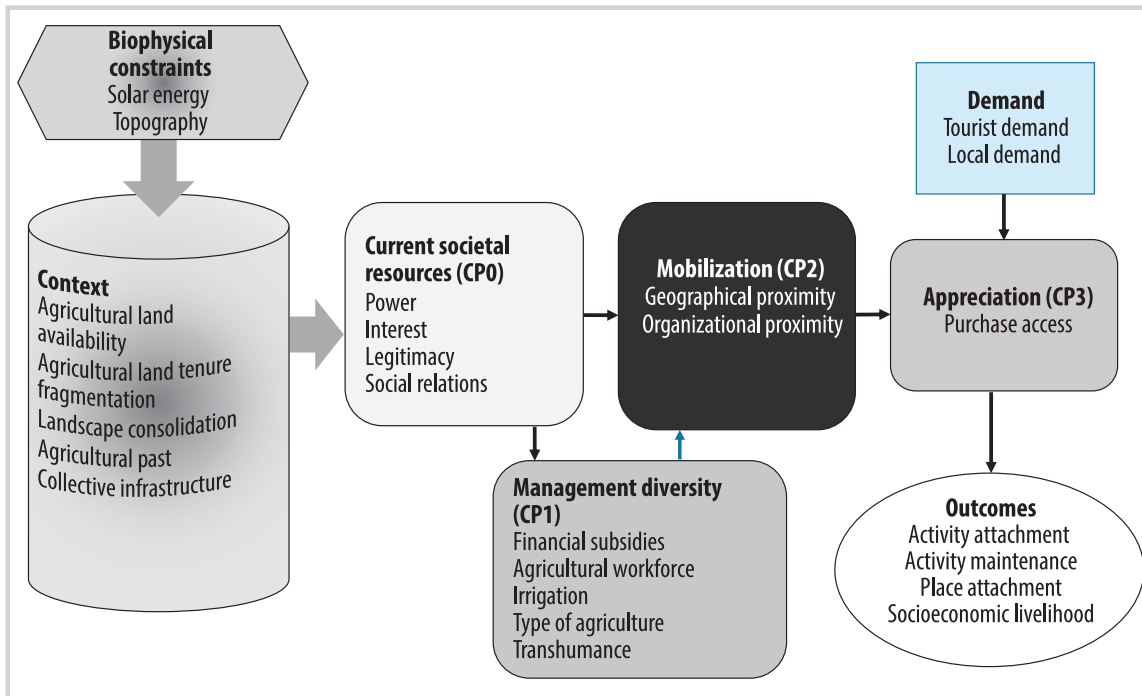 Biophysical
constraints
Solar energy
Topography
Context
Agricultural land
availability
Agricultural land tenure
fragmentation
Landscape consolidation
Agricultural past
Collective infrastructure
Current societal
resources (CP0)
Power
Interest
Legitimacy
Social relations
Management diversity
(CP1)
Financial subsidies
Agricultural workforce
Irrigation
Type of agriculture
Transhumance
Mobilization (CP2)
Geographical proximity
Organizational proximity
Demand
Tourist demand
Local demand
Appreciation (CP3)
Purchase access
Outcomes
Activity attachment
Activity maintenance
Place attachment
Socioeconomic livelihood